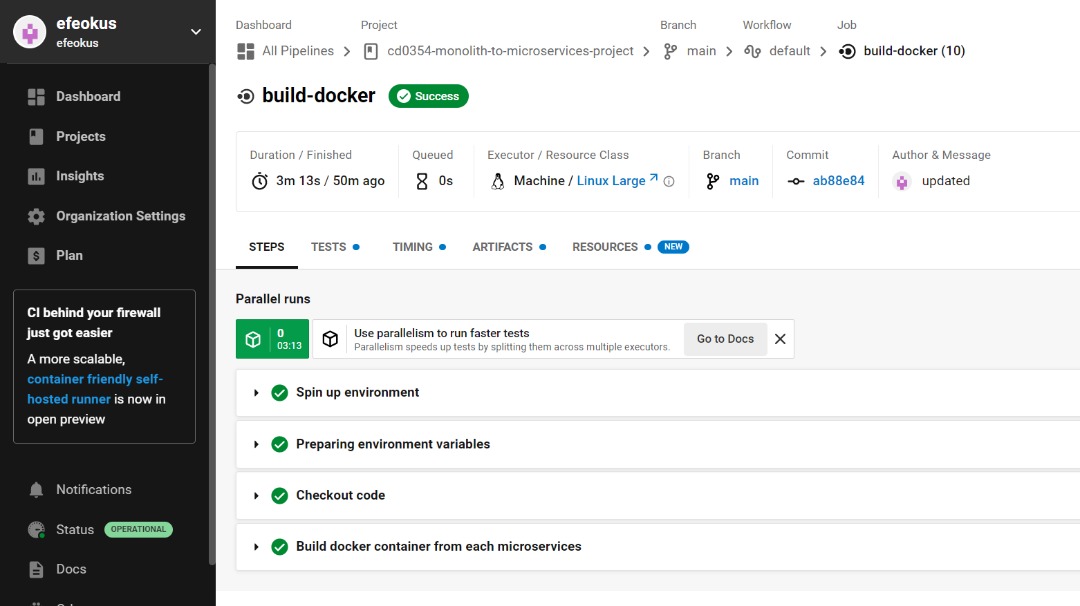 efeokus
efeokus
Dashboard
Projects
Insights
Organization Settings
Plan
CI behind your firewall
just got easier
A more scalable,
container friendly self-
hosted runner is now in
open preview
Notifications
Status OPERATIONAL
Docs
Dashboard Project Branch Workflow Job
All Pipelines cd0354-monolith-to-microservices-project main default build-docker (10)
build-docker Success
Duration / Finished Queued Executor / Resource Class Branch Commit Author & Message
3m 13s / 50m ago 0s Machine / Linux Large main ab88e84 updated
STEPS TESTS TIMING ARTIFACTS RESOURCES NEW
Parallel runs
0
03:13
Use parallelism to run faster tests
Parallelism speeds up tests by splitting them across multiple executors.
Go to Docs
Spin up environment
Preparing environment variables
Checkout code
Build docker container from each microservices